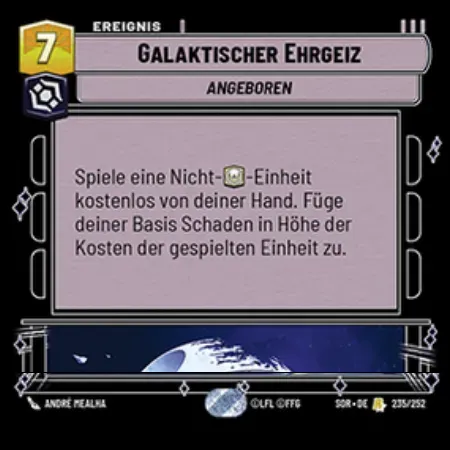 EREIGNIS
7
GALAKTISCHER EHRGEIZ
ANGEBOREN
Spiele eine Nicht- -Einheit
kostenlos von deiner Hand. Füge
deiner Basis Schaden in Höhe der
Kosten der gespielten Einheit zu.
ANDRÉ MEALHA
©LFL ©FFG
SOR • DE
235/252